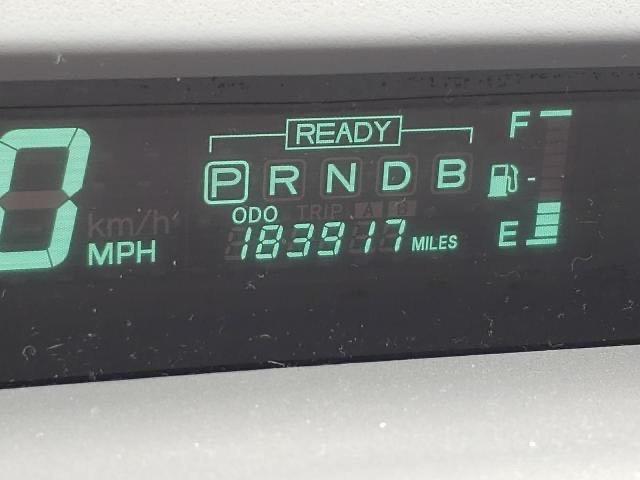 READY
F
P R N D B
0
km/h
ODO TRIP A B
MPH
183917 MILES
E